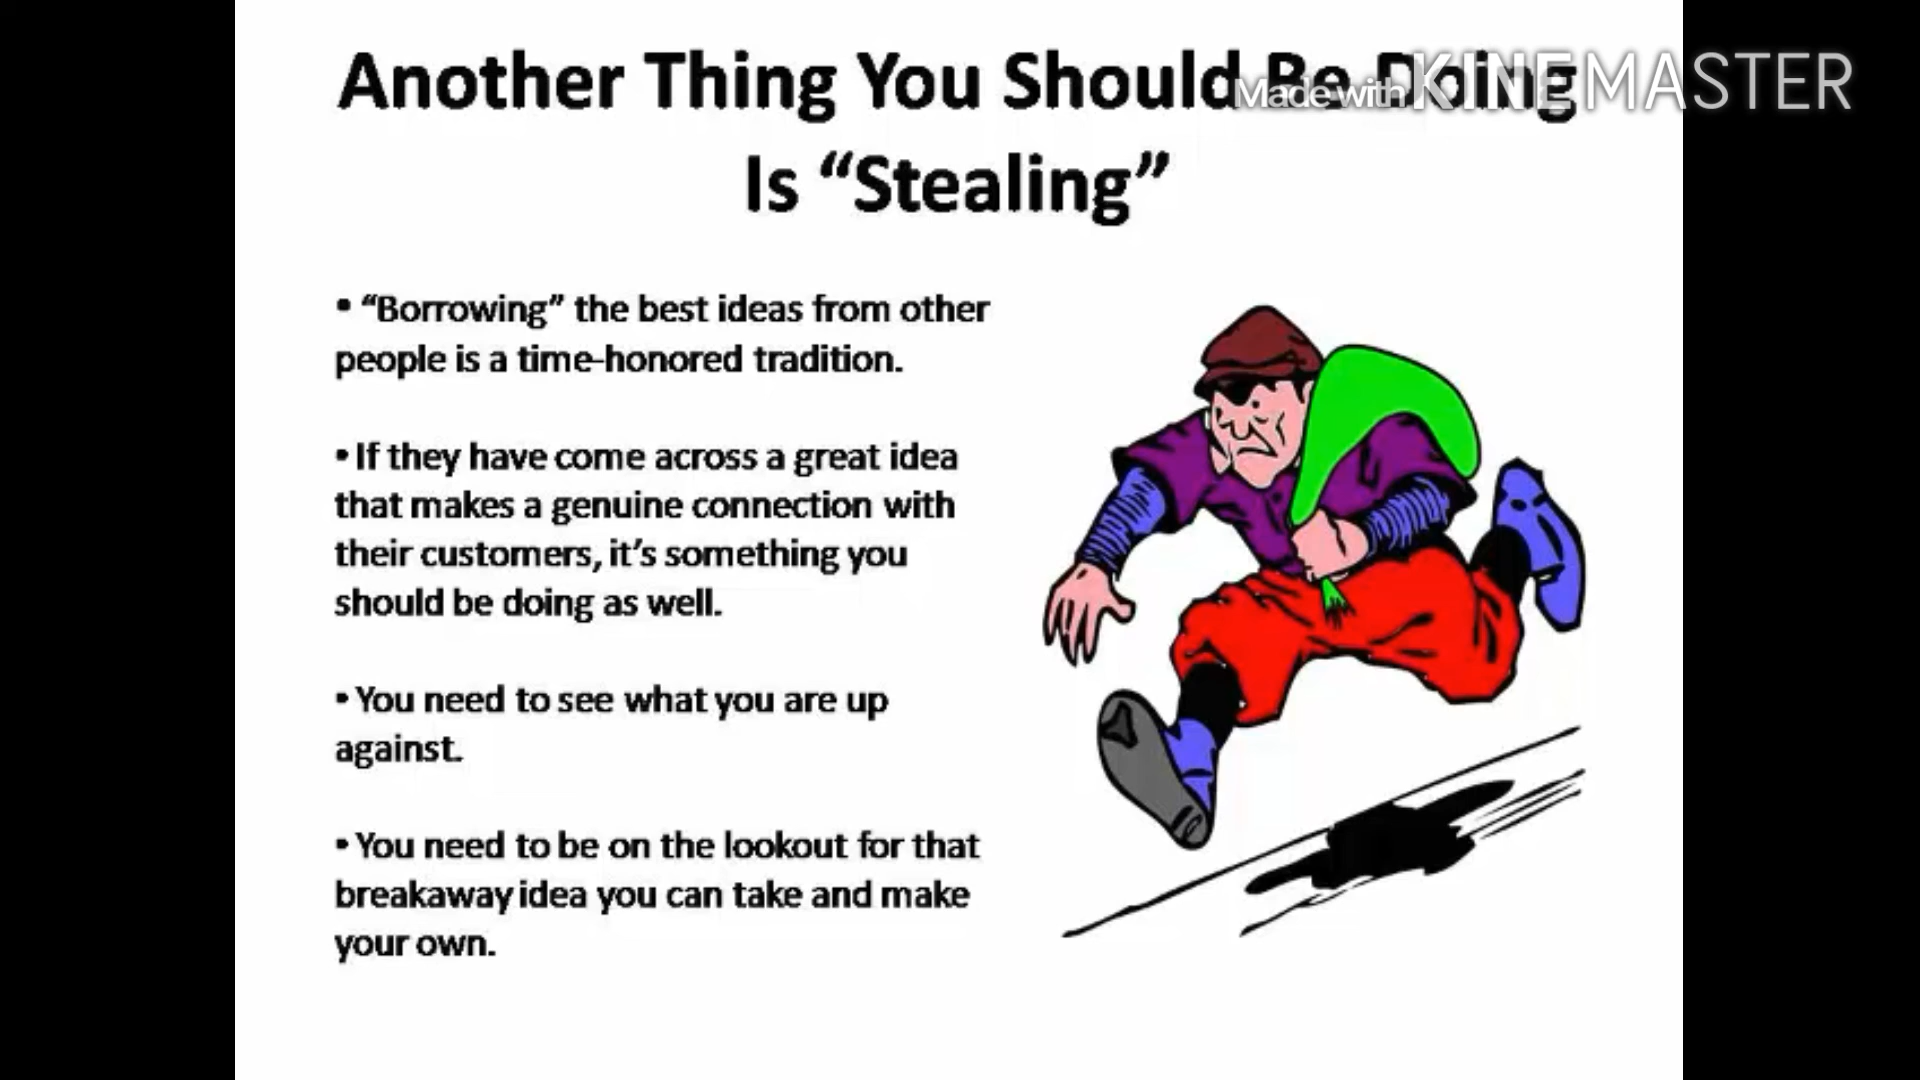 Another Thing You Should Be Doing
Made with KINEMASTER
Is “Stealing”
• “Borrowing” the best ideas from other
people is a time-honored tradition.
• If they have come across a great idea
that makes a genuine connection with
their customers, it’s something you
should be doing as well.
• You need to see what you are up
against.
• You need to be on the lookout for that
breakaway idea you can take and make
your own.